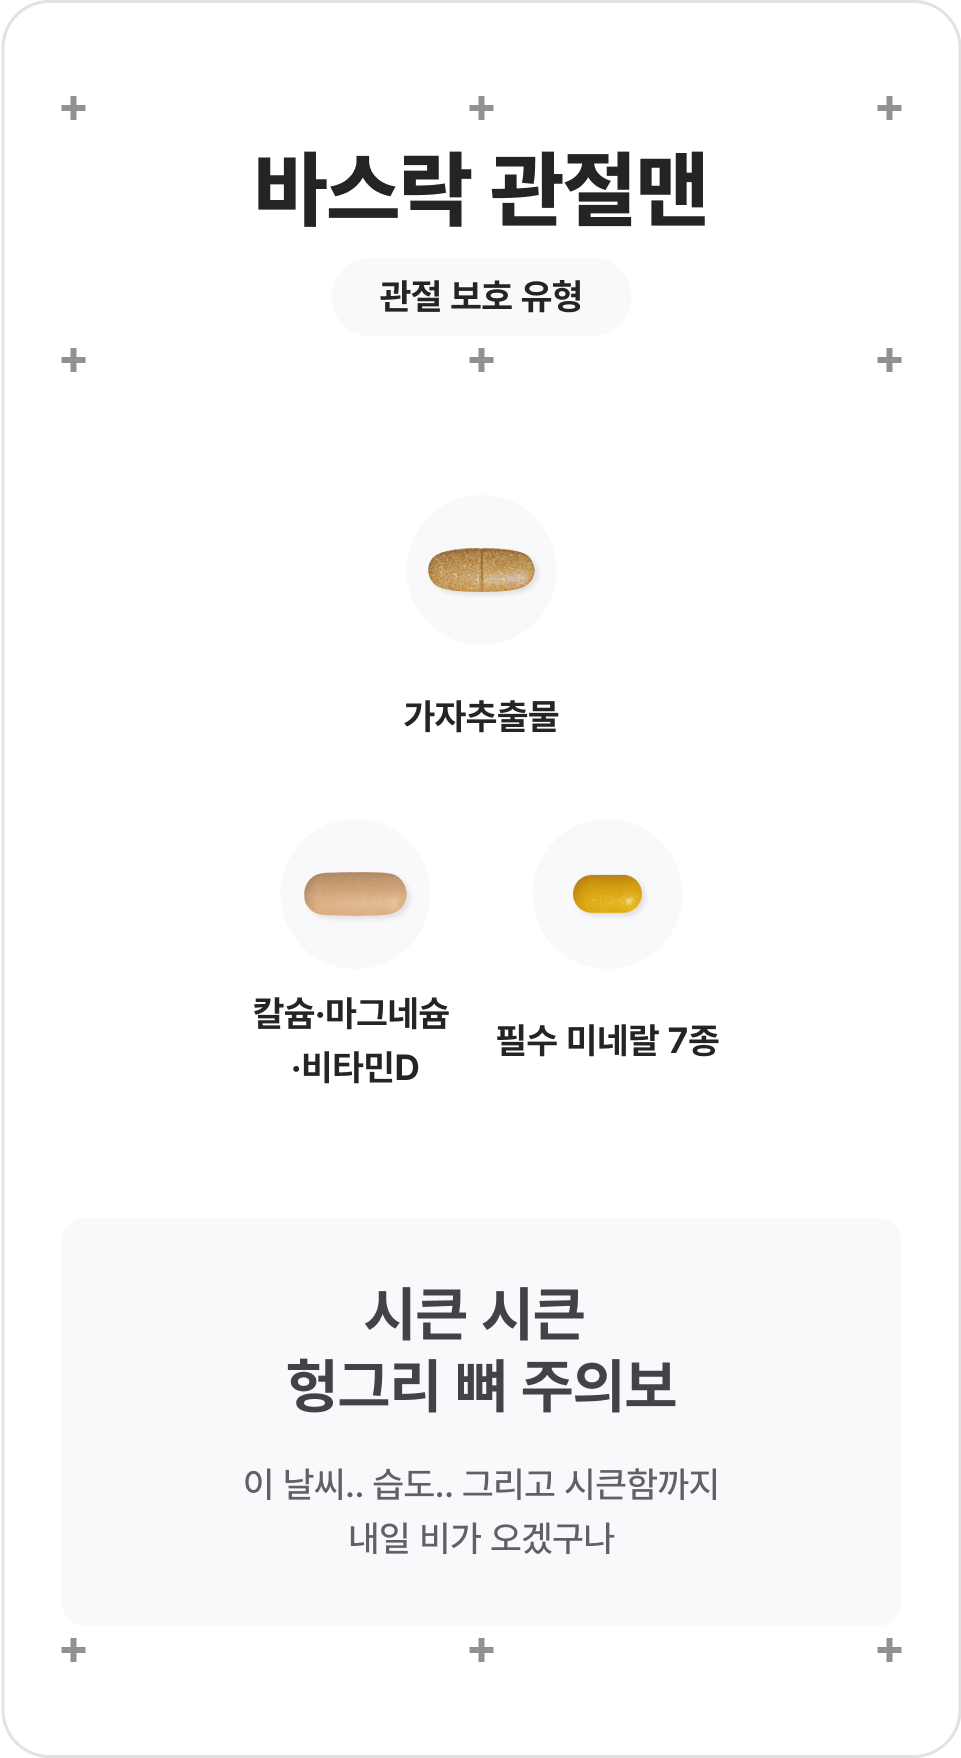 바스락 관절맨
관절 보호 유형
가자추출물
칼슘·마그네슘
·비타민D
필수 미네랄 7종
시큰 시큰
헝그리 뼈 주의보
이 날씨.. 습도.. 그리고 시큰함까지
내일 비가 오겠구나